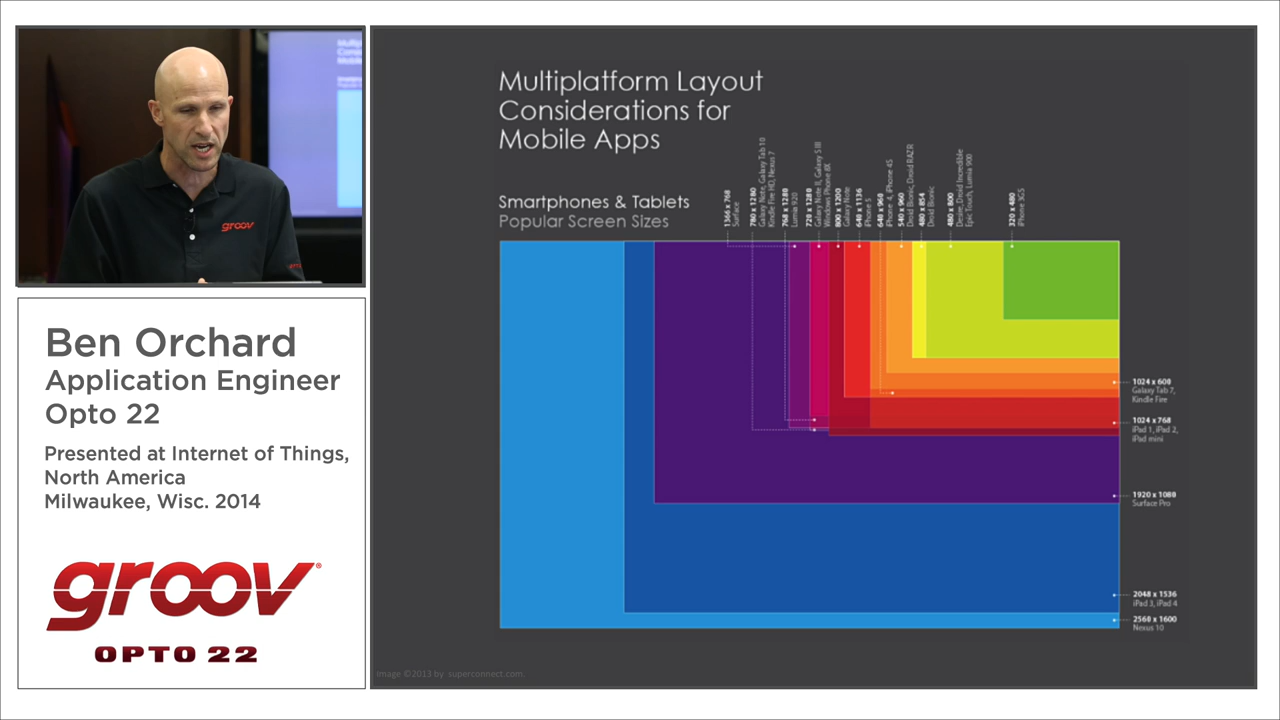 groov
Ben Orchard
Application Engineer
Opto 22
Presented at Internet of Things,
North America
Milwaukee, Wisc. 2014
groov®
OPTO 22
Multiplatform Layout
Considerations for
Mobile Apps
Smartphones & Tablets
Popular Screen Sizes
1366 x 768
Surface
Galaxy Note, Galaxy Tab 10
Kindle Fire HD, Nexus 7
768 x 1280
Lumia 920
720 x 1280
Galaxy Note II, Galaxy S III
Windows Phone 8X
800 x 1200
Galaxy Note
iPhone 5
640 x 960
iPhone 4, iPhone 4S
540 x 960
Droid Bionic, Droid RAZR
480 x 854
Droid Bionic
480 x 800
Desire, Droid Incredible
Epic Touch, Lumia 900
320 x 480
iPhone 3GS
1024 x 600
Galaxy Tab 7,
Kindle Fire
1024 x 768
iPad 1, iPad 2,
iPad mini
1920 x 1080
Surface Pro
2048 x 1536
iPad 3, iPad 4
2560 x 1600
Nexus 10
Image ©2013 by superconnect.com.